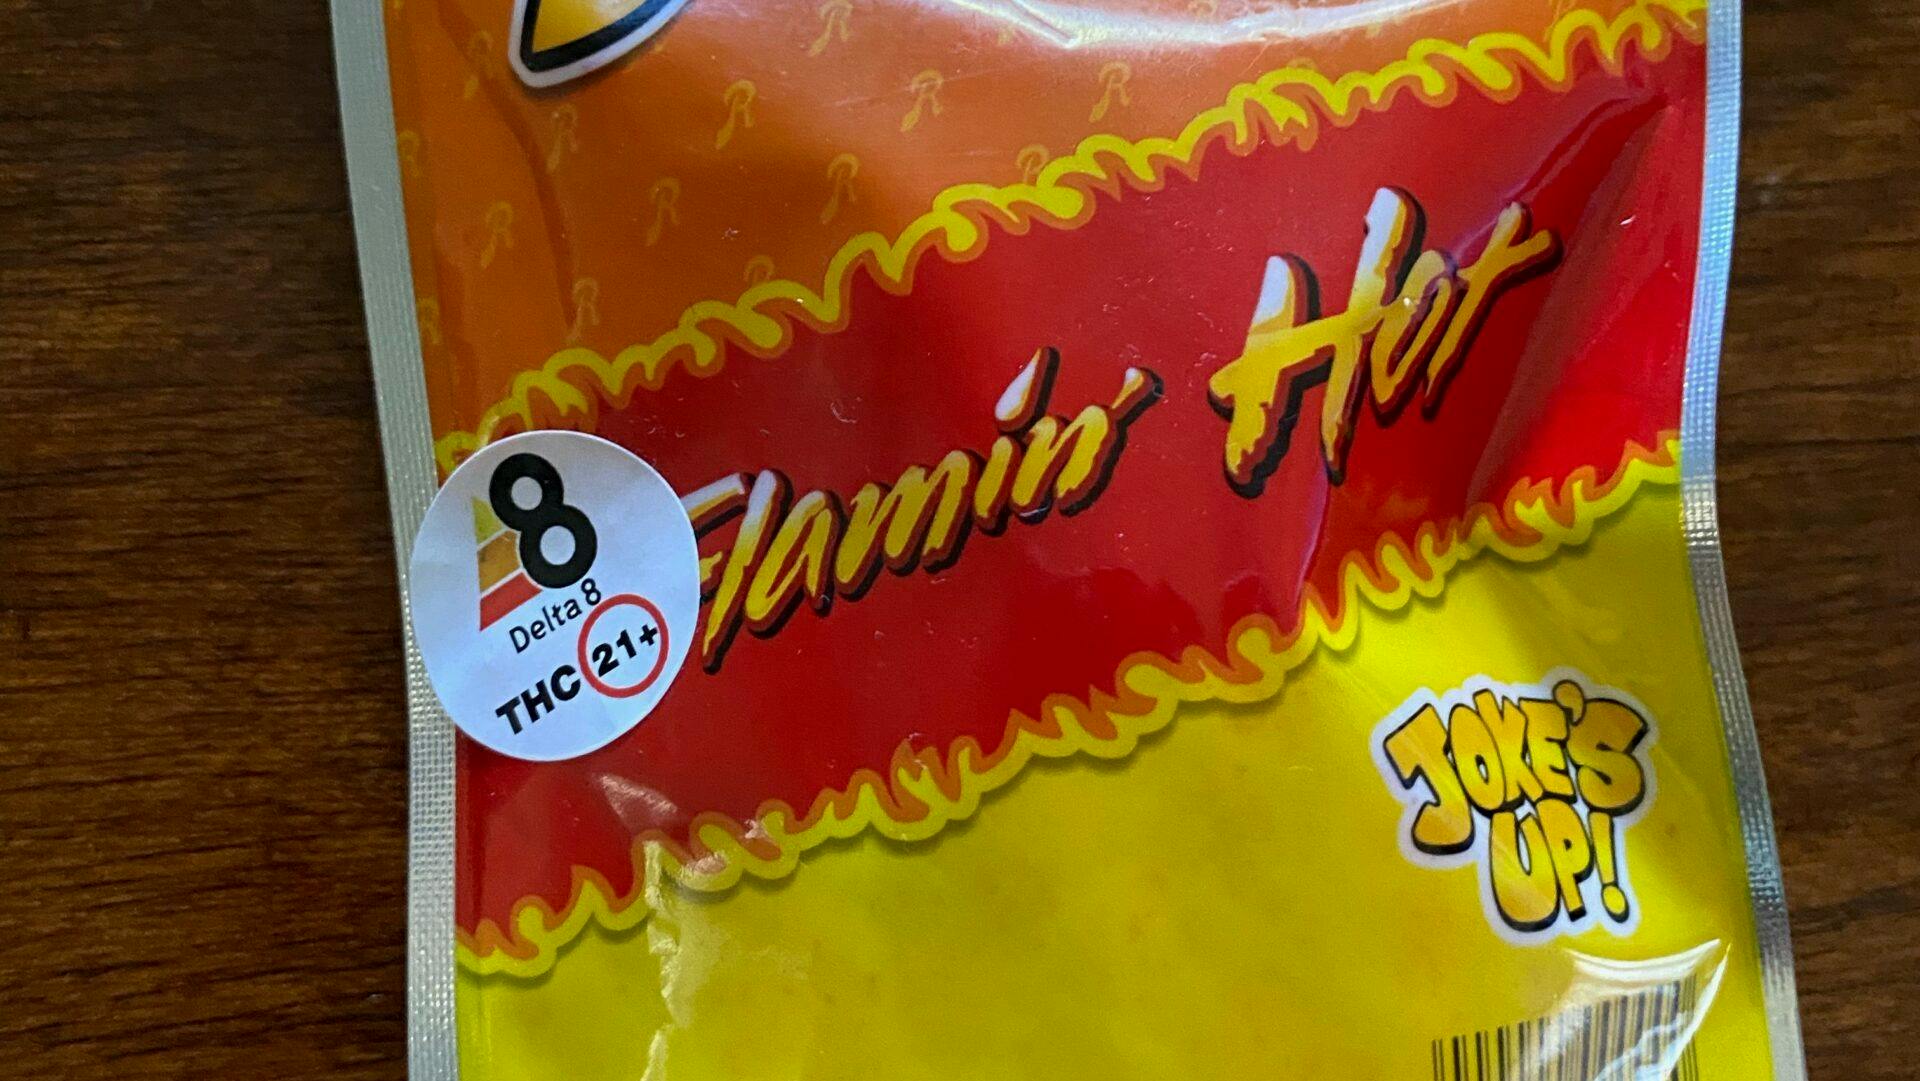 Flamin' Hot
8
Delta 8
THC 21+
JOKE'S
UP!